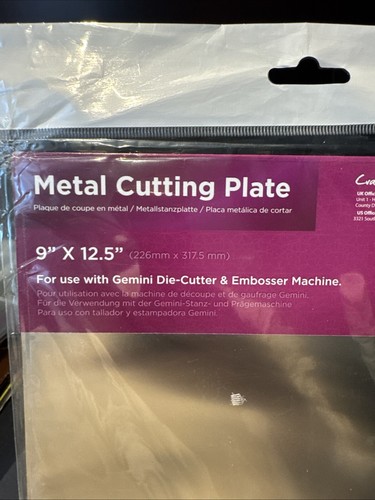 Metal Cutting Plate
Plaque de coupe en métal / Metallstanzplatte / Placa metálica de cortar
9" X 12.5" (226mm x 317.5 mm)
For use with Gemini Die-Cutter & Embosser Machine.
Pour utilisation avec la machine de découpe et de gaufrage Gemini.
Für die Verwendung mit der Gemini-Stanz- und Prägemaschine
Para uso con tallador y estampadora Gemini.
UK Office
Unit 1
County D
US Office
3321 South